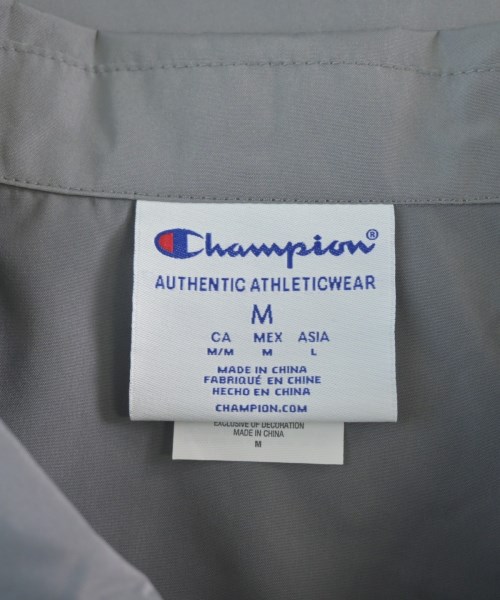 Champion®
AUTHENTIC ATHLETICWEAR
M
CA MEX ASIA
M/M M L
MADE IN CHINA
FABRIQUÉ EN CHINE
HECHO EN CHINA
CHAMPION.COM
EXCLUSIVE OF DECORATION
MADE IN CHINA
M